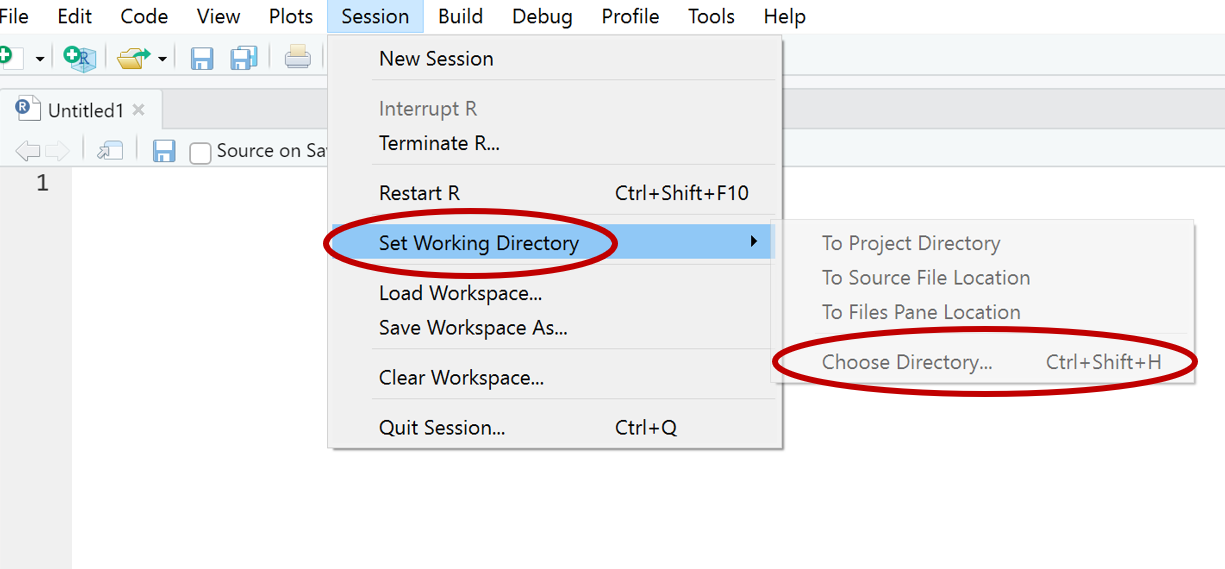 File Edit Code View Plots Session Build Debug Profile Tools Help
New Session
Interrupt R
Untitled1
Terminate R...
Source on Sav
1
Restart R Ctrl+Shift+F10
Set Working Directory
To Project Directory
To Source File Location
Load Workspace...
To Files Pane Location
Save Workspace As...
Choose Directory... Ctrl+Shift+H
Clear Workspace...
Quit Session... Ctrl+Q